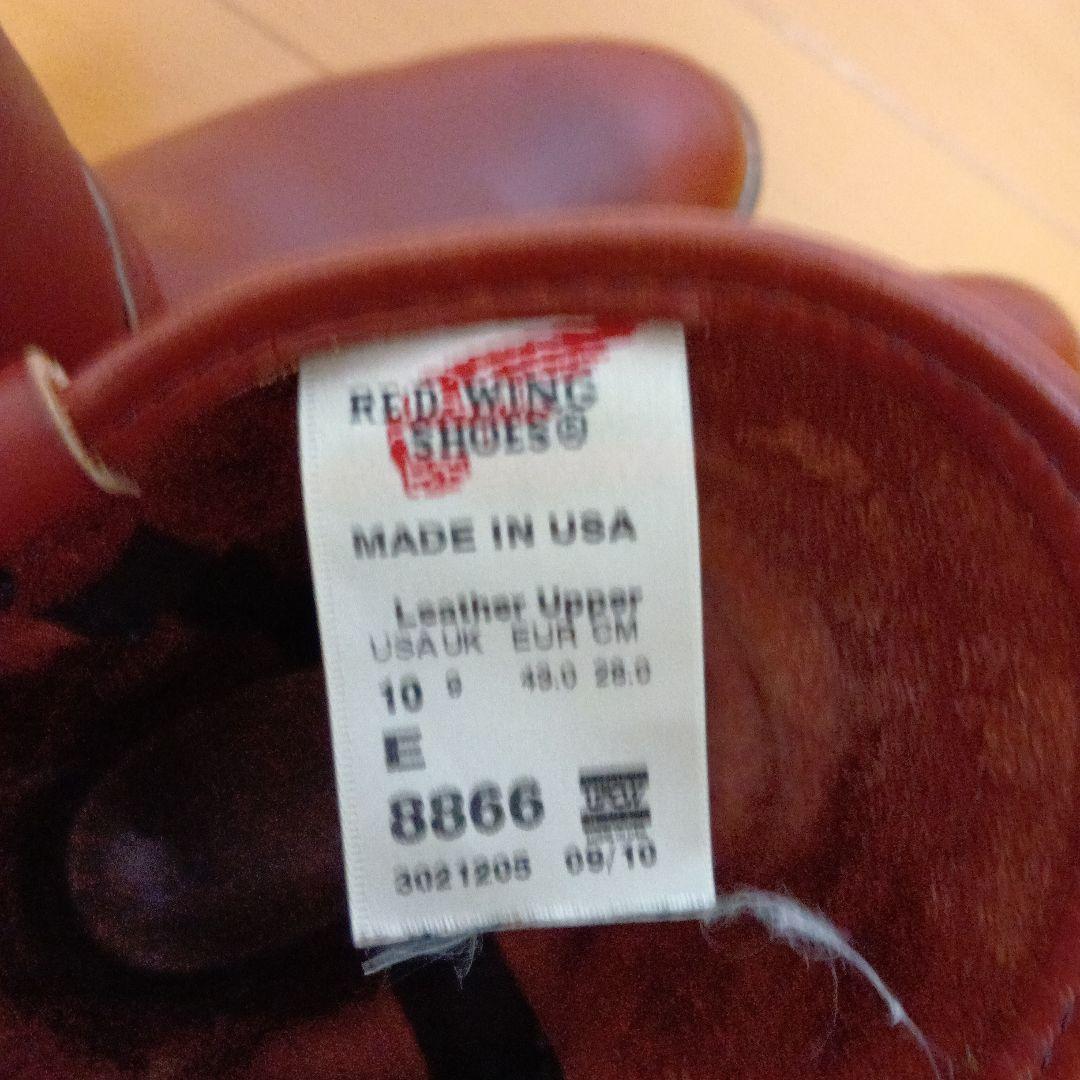 RED WING
SHOES®
MADE IN USA
Leather Upper
USA UK EUR CM
10 9 43.0 28.0
E
8866
3021205 09/10